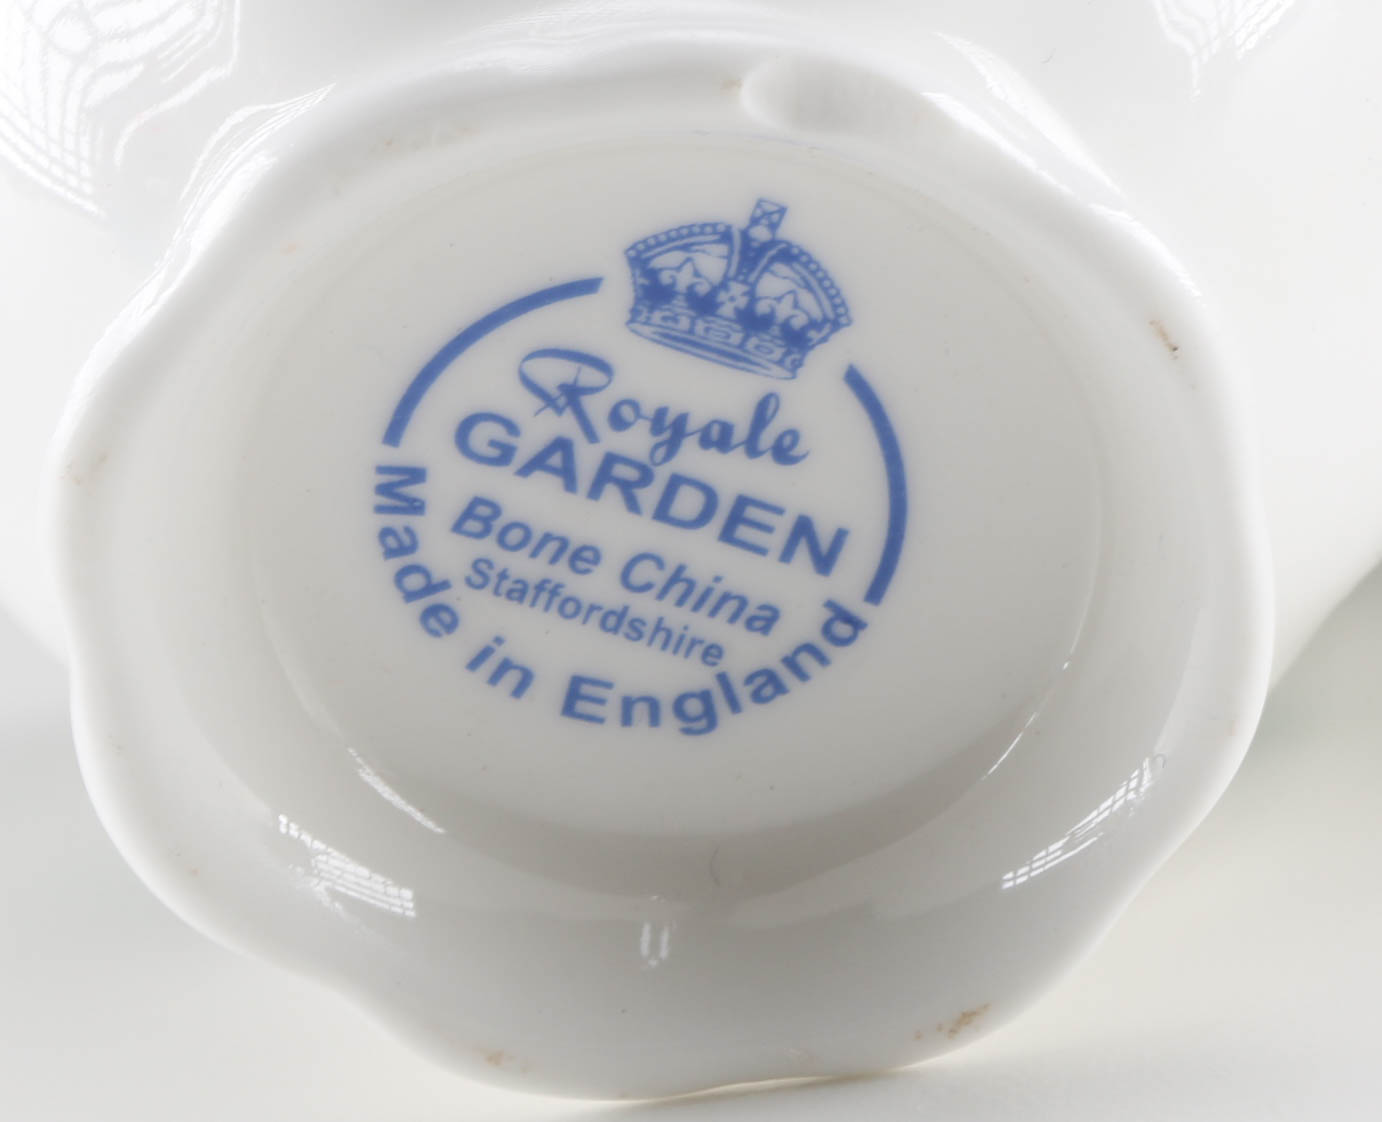 Royale
GARDEN
Bone China
Staffordshire
Made in England